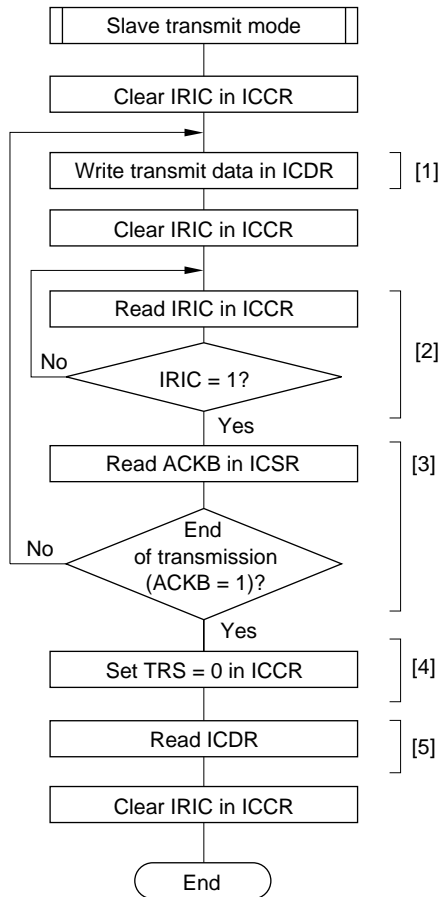 Slave transmit mode
Clear IRIC in ICCR
Write transmit data in ICDR
[1]
Clear IRIC in ICCR
Read IRIC in ICCR
[2]
No
IRIC = 1?
Yes
Read ACKB in ICSR
[3]
End
of transmission
(ACKB = 1)?
No
Yes
Set TRS = 0 in ICCR
[4]
Read ICDR
[5]
Clear IRIC in ICCR
End